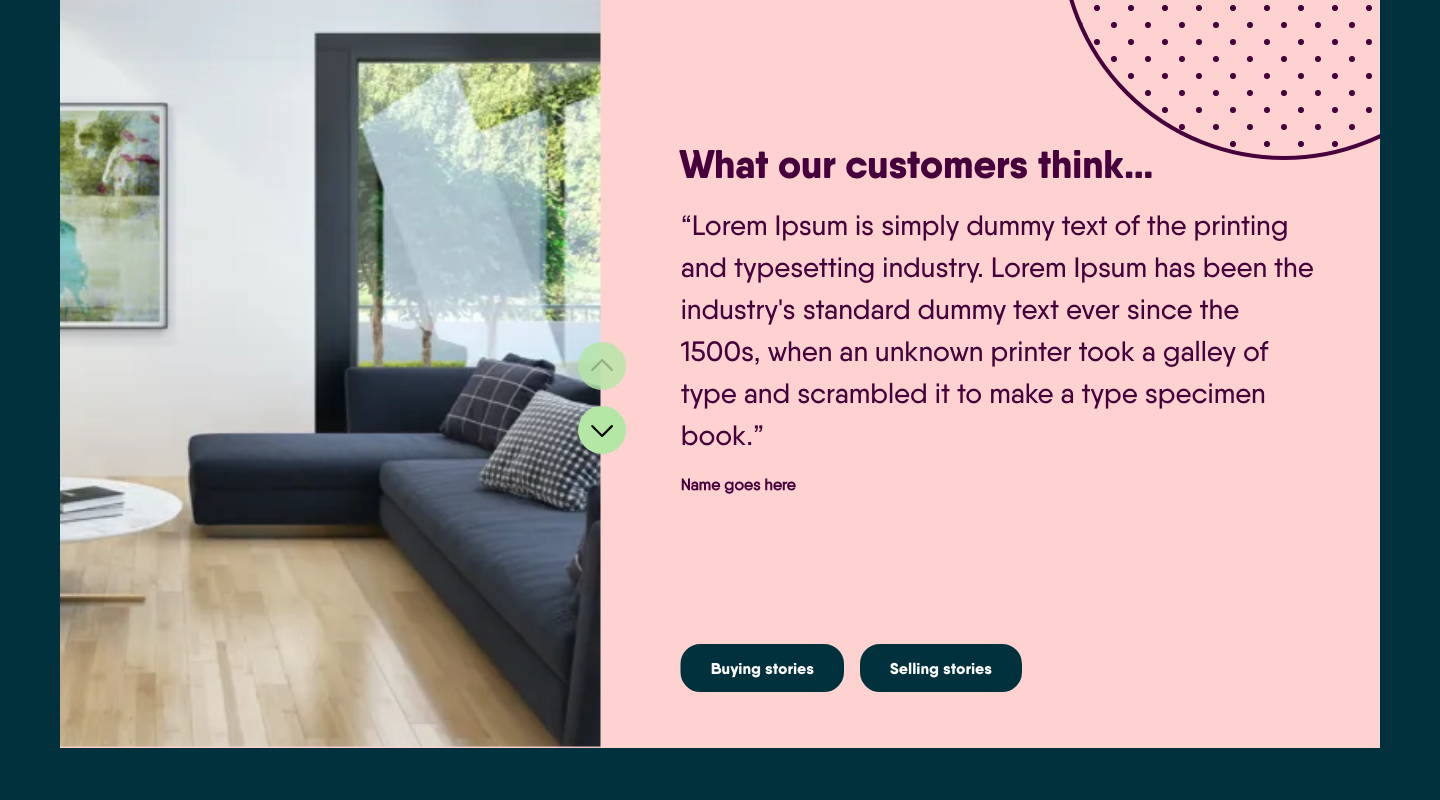 What our customers think...
“Lorem Ipsum is simply dummy text of the printing
and typesetting industry. Lorem Ipsum has been the
industry's standard dummy text ever since the
1500s, when an unknown printer took a galley of
type and scrambled it to make a type specimen
book.”
Name goes here
Buying stories
Selling stories